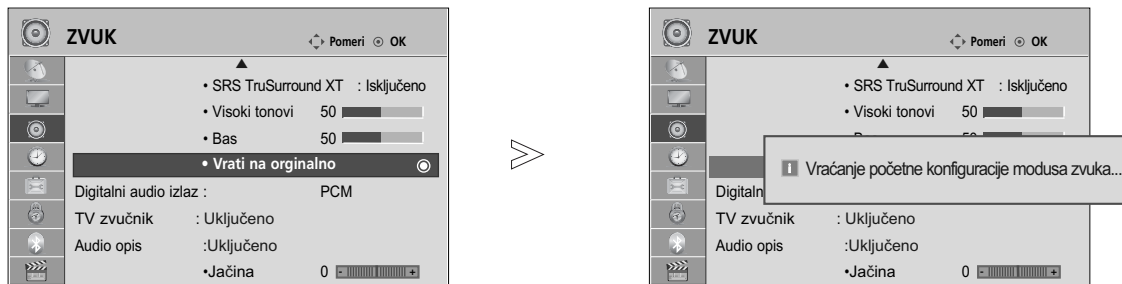 ZVUK
Pomeri OK
• SRS TruSurround XT : Isključeno
• Visoki tonovi 50
• Bas 50
• Vrati na orginalno
Digitalni audio izlaz : PCM
TV zvučnik : Uključeno
Audio opis :Uključeno
•Jačina 0 - +
ZVUK
Pomeri OK
• SRS TruSurround XT : Isključeno
• Visoki tonovi 50
Vraćanje početne konfiguracije modusa zvuka...
Digitaln
TV zvučnik : Uključeno
Audio opis :Uključeno
•Jačina 0 - +